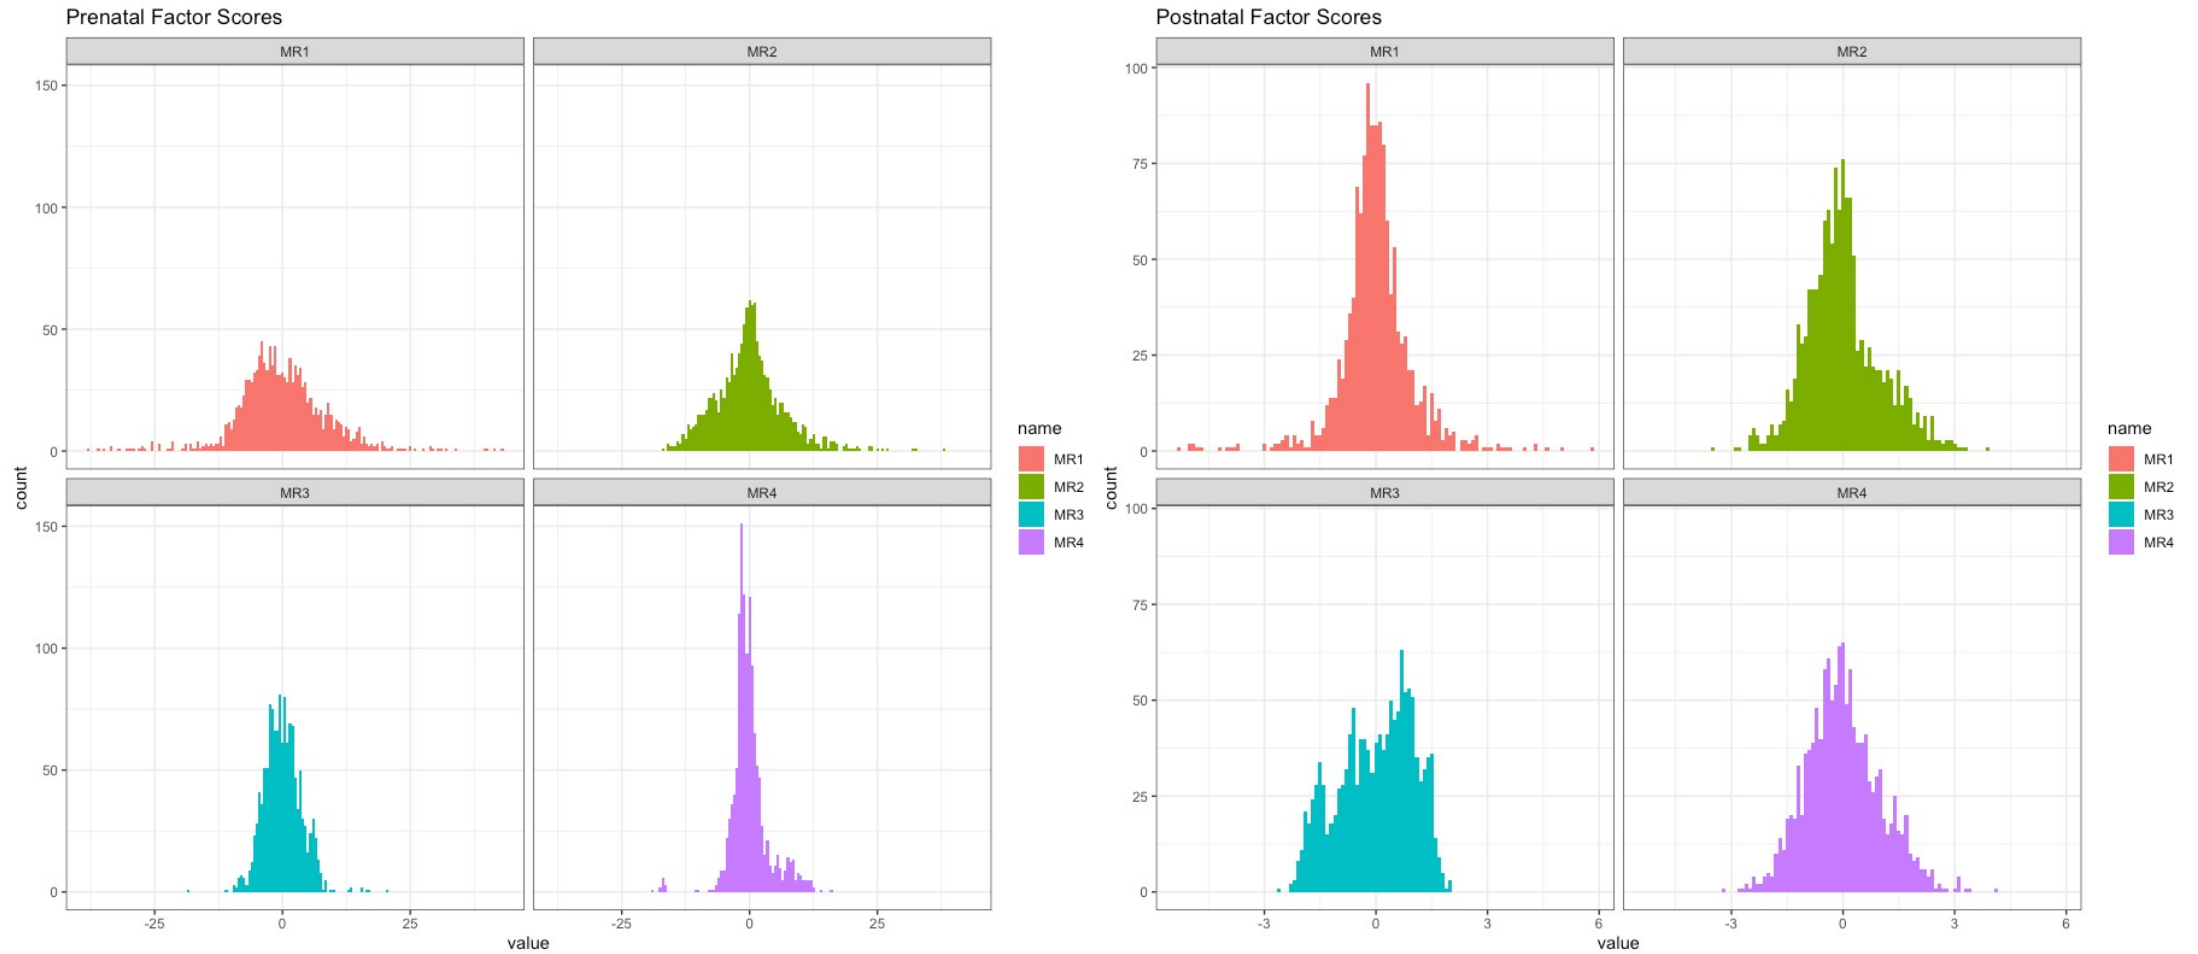 Prenatal Factor Scores
MR1
MR2
150
100
50
0
MR3
MR4
150
100
50
0
-25
0
25
-25
0
25
value
count
name
MR1
MR2
MR3
MR4
Postnatal Factor Scores
MR1
MR2
100
75
50
25
0
MR3
MR4
100
75
50
25
0
-3
0
3
6
-3
0
3
6
value
count
name
MR1
MR2
MR3
MR4